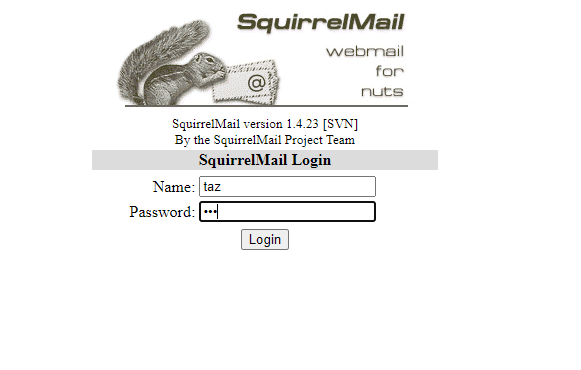 SquirrelMail
webmail
for
nuts
@
SquirrelMail version 1.4.23 [SVN]
By the SquirrelMail Project Team
SquirrelMail Login
Name: taz
Password: •••
Login